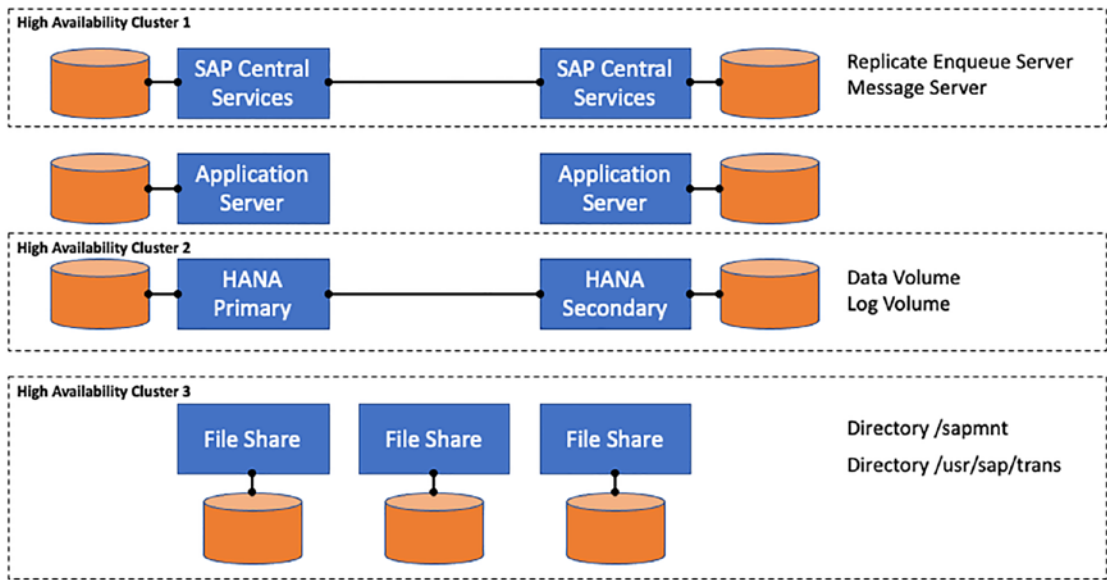 High Availability Cluster 1
SAP Central
Services
SAP Central
Services
Replicate Enqueue Server
Message Server
Application
Server
Application
Server
High Availability Cluster 2
HANA
Primary
HANA
Secondary
Data Volume
Log Volume
High Availability Cluster 3
File Share
File Share
File Share
Directory /sapmnt
Directory /usr/sap/trans